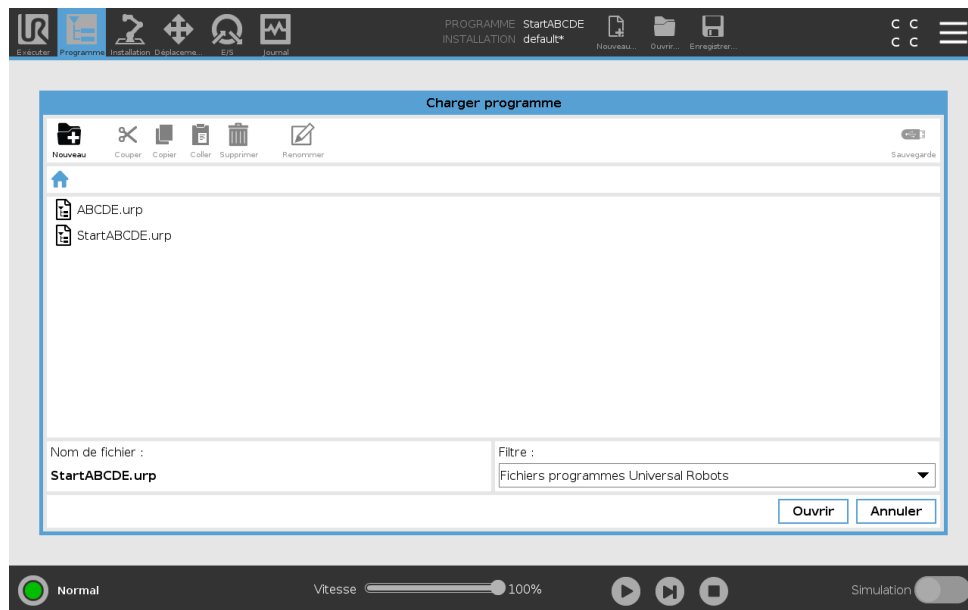 PROGRAMME StartABCDE
INSTALLATION default*
C C
C C
Exécuter Programme Installation Déplaceme... E/S Journal Nouveau... Ouvrir... Enregistrer...
Charger programme
Nouveau Couper Copier Coller Supprimer Renommer Sauvegarde
ABCDE.urp
StartABCDE.urp
Nom de fichier : Filtre :
StartABCDE.urp Fichiers programmes Universal Robots
Ouvrir Annuler
Normal Vitesse 100% Simulation